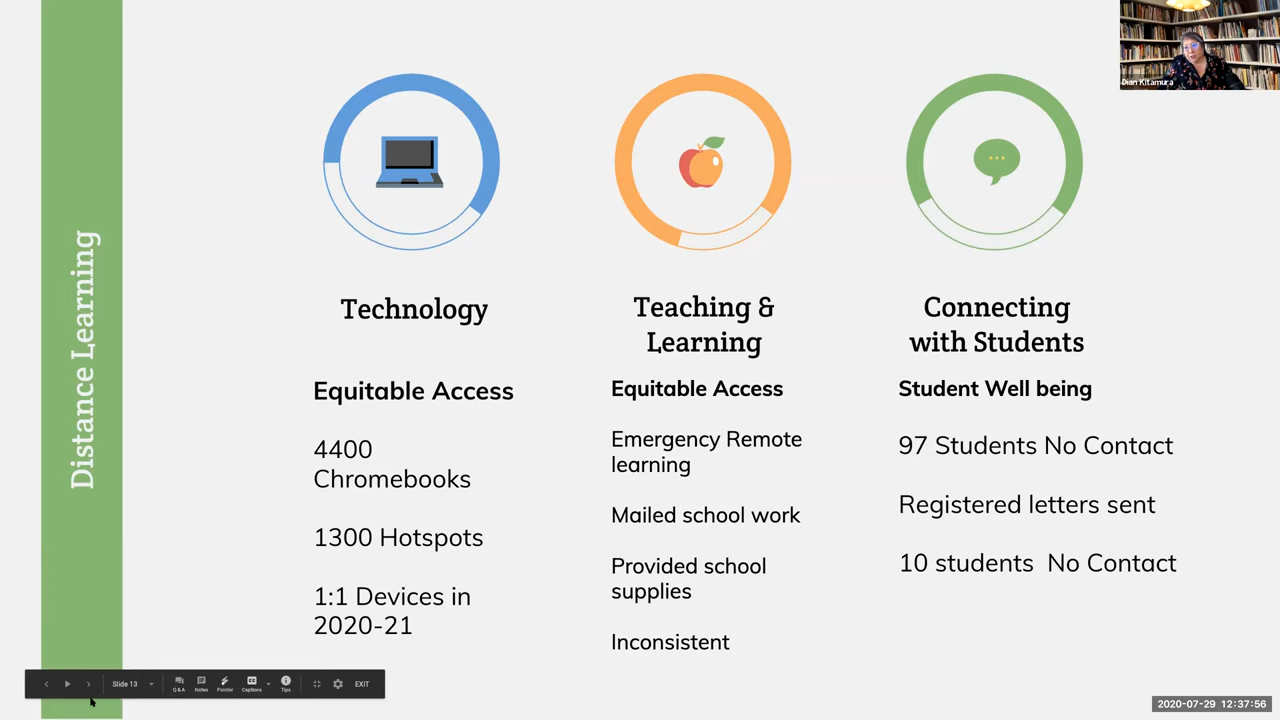 Distance Learning
Technology
Equitable Access
4400
Chromebooks
1300 Hotspots
1:1 Devices in
2020-21
Teaching &
Learning
Equitable Access
Emergency Remote
learning
Mailed school work
Provided school
supplies
Inconsistent
Connecting
with Students
Student Well being
97 Students No Contact
Registered letters sent
10 students  No Contact
Dian Kitamura
Slide 13
Q&A
Notes
Pointer
Captions
Tips
EXIT
2020-07-29 12:37:56